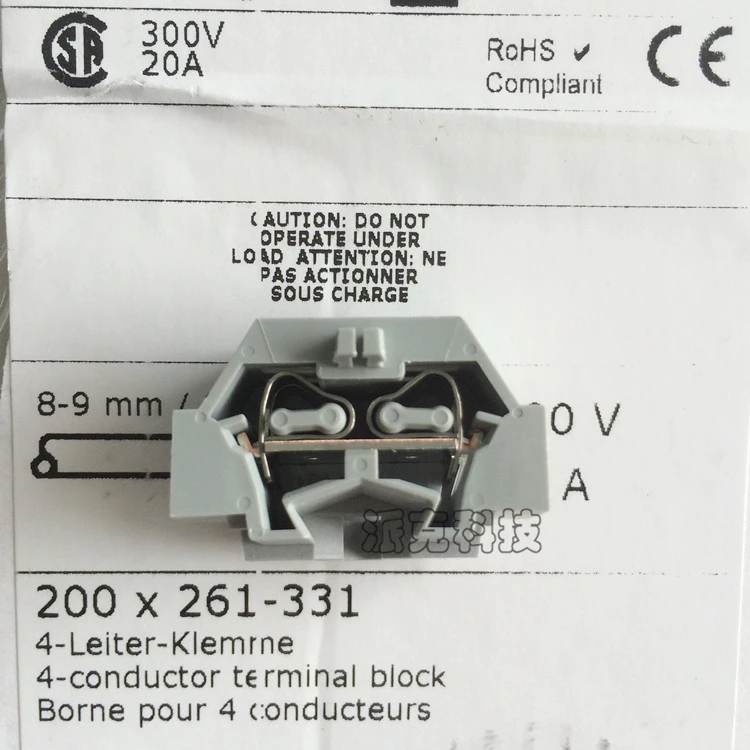 CSA
300V
20A
RoHS ✓
Compliant
CE
CAUTION: DO NOT
OPERATE UNDER
LOAD ATTENTION: NE
PAS ACTIONNER
SOUS CHARGE
8-9 mm /
0 V
A
派克科技
200 x 261-331
4-Leiter-Klemme
4-conductor terminal block
Borne pour 4 conducteurs